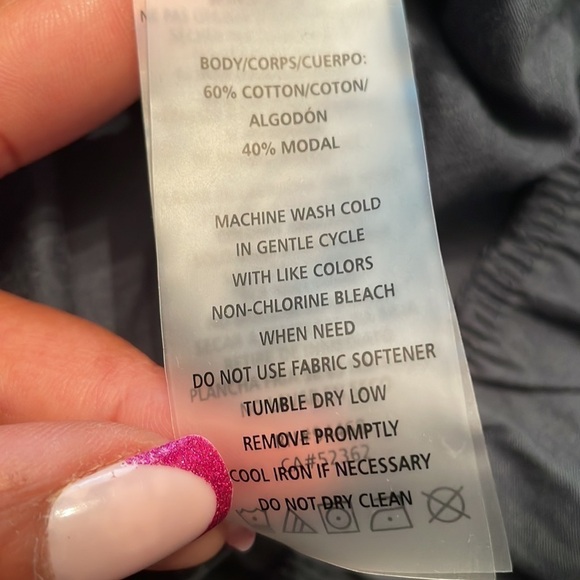 BODY/CORPS/CUERPO:
60% COTTON/COTON/
ALGODÓN
40% MODAL
MACHINE WASH COLD
IN GENTLE CYCLE
WITH LIKE COLORS
NON-CHLORINE BLEACH
WHEN NEED
DO NOT USE FABRIC SOFTENER
TUMBLE DRY LOW
REMOVE PROMPTLY
CA#52362
COOL IRON IF NECESSARY
DO NOT DRY CLEAN